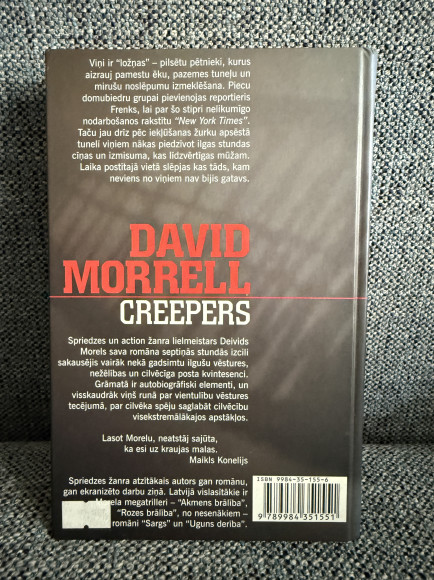 Viņi ir “ložņas” – pilsētu pētnieki, kurus
aizrauj pamestu ēku, pazemes tuneļu un
mirušu noslēpumu izmeklēšana. Piecu
domubiedru grupai pievienojas reportieris
Frenks, lai par šo stipri nelikumīgo
nodarbošanos rakstītu “New York Times”.
Taču jau drīz pēc iekļūšanas žurku apsēstā
tunelī viņiem nākas piedzīvot ilgas stundas
cīņas un izmisuma, kas līdzvērtīgas mūžam.
Laika postītajā vietā slēpjas kas tāds, kam
neviens no viņiem nav bijis gatavs.
DAVID
MORRELL
CREEPERS
Spriedzes un action žanra lielmeistars Deivids
Morels sava romāna septiņās stundās izcili
sakausējis vairāk nekā gadsimtu ilgušu vēstures,
nežēlības un cilvēcīga posta kvintesenci.
Grāmatā ir autobiogrāfiski elementi, un
visskaudrāk viņš runā par vientulību vēstures
tecējumā, par cilvēka spēju saglabāt cilvēcību
visekstremālākajos apstākļos.
Lasot Morelu, neatstāj sajūta,
ka esi uz kraujas malas.
Maikls Konelijs
Spriedzes žanra atzītākais autors gan romānu,
gan ekranizēto darbu ziņā. Latvijā vislasītākie ir
Morela megatrilleri – “Akmens brālība”,
“Rozes brālība”, no nesenākiem –
romāni “Sargs” un “Uguns derība”.
ISBN 9984-35-155-6
9 789984 351551